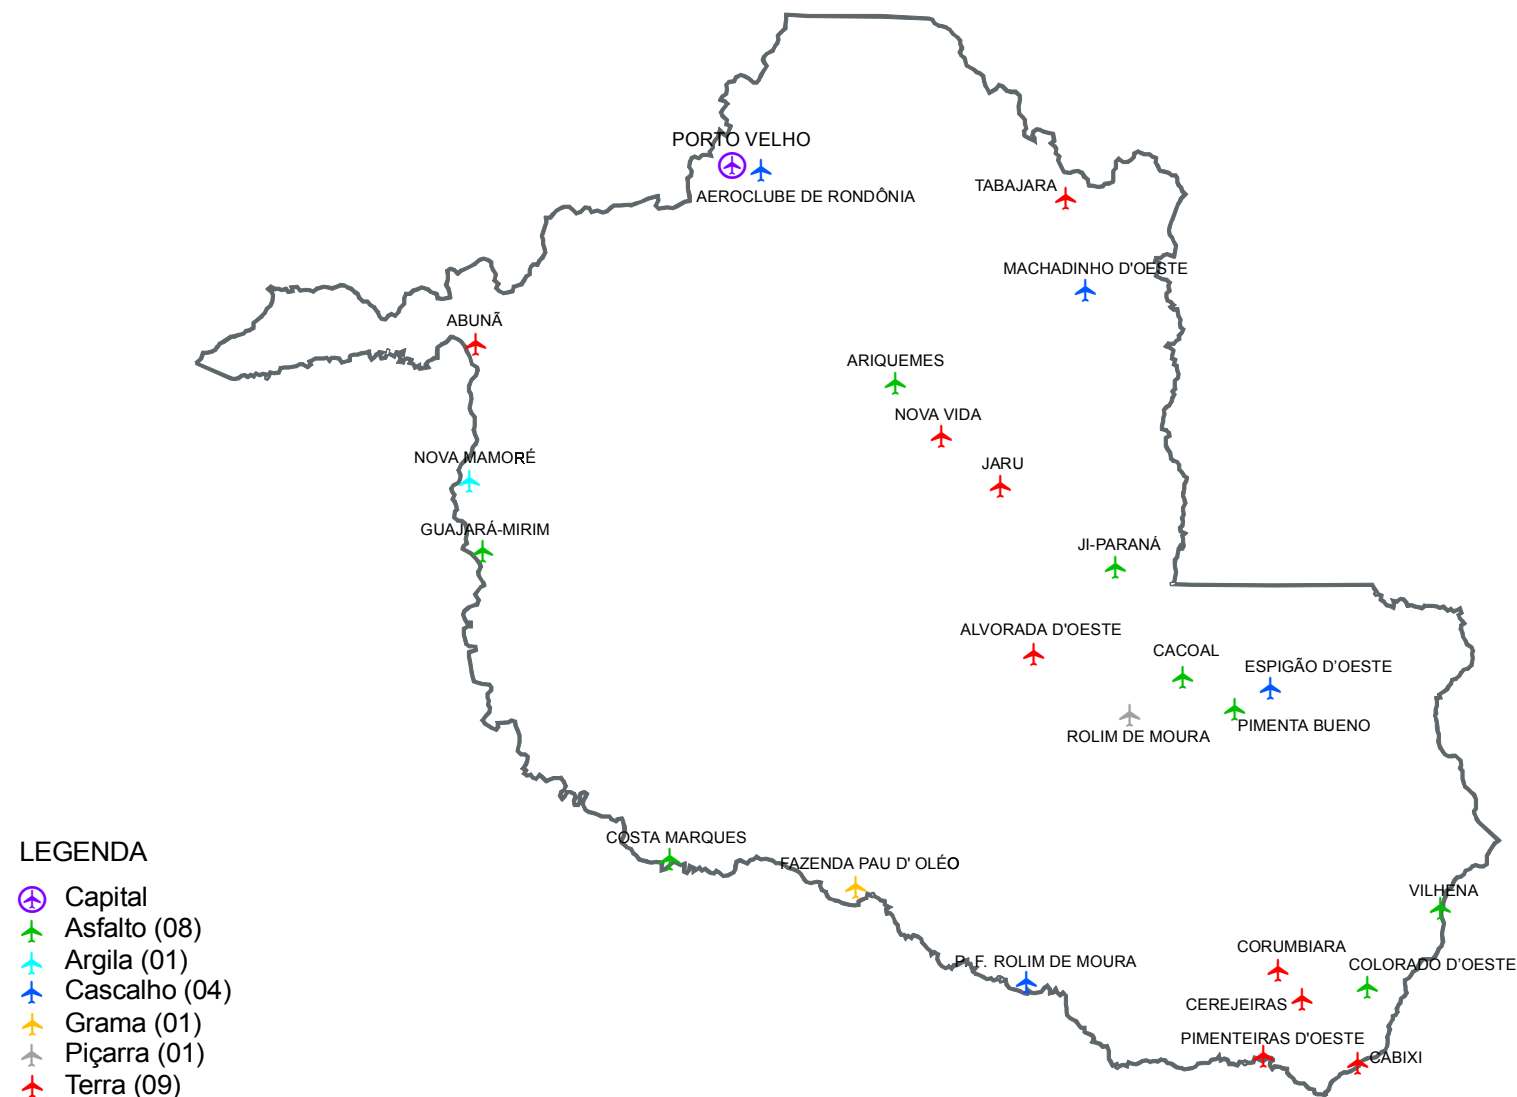 PORTO VELHO
AEROCLUBE DE RONDÔNIA
TABAJARA
MACHADINHO D'OESTE
ABUNÃ
ARIQUEMES
NOVA VIDA
NOVA MAMORÉ
JARU
GUAJARÁ-MIRIM
JI-PARANÁ
ALVORADA D'OESTE
CACOAL
ESPIGÃO D’OESTE
PIMENTA BUENO
ROLIM DE MOURA
COSTA MARQUES
FAZENDA PAU D' OLÉO
VILHENA
CORUMBIARA
P. F. ROLIM DE MOURA
COLORADO D’OESTE
CEREJEIRAS
PIMENTEIRAS D'OESTE
CABIXI
LEGENDA
Capital
Asfalto (08)
Argila (01)
Cascalho (04)
Grama (01)
Piçarra (01)
Terra (09)